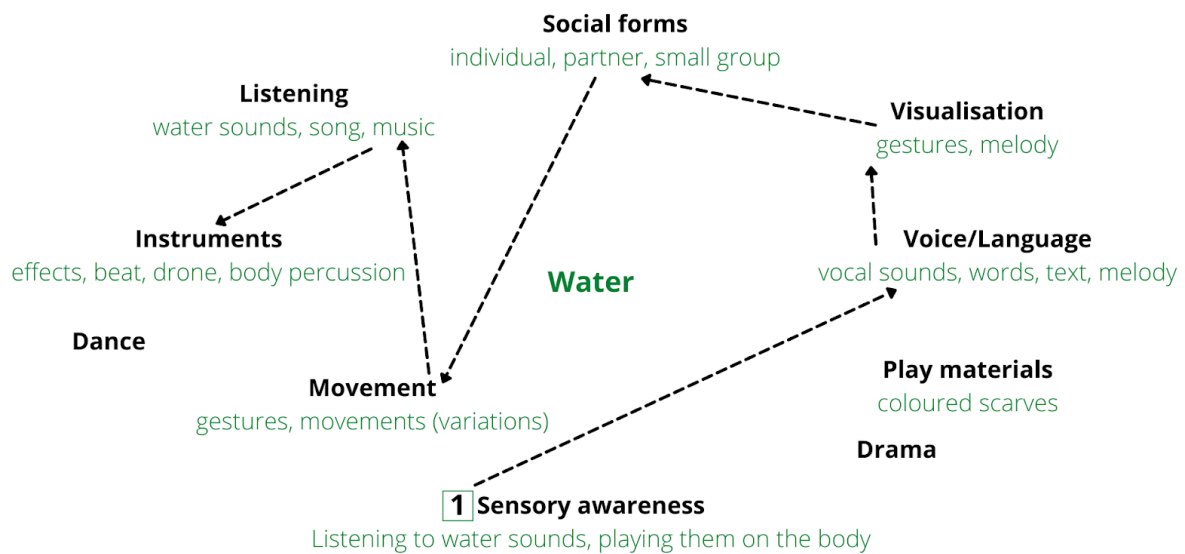 Social forms
individual, partner, small group
Listening
water sounds, song, music
Visualisation
gestures, melody
Instruments
effects, beat, drone, body percussion
Voice/Language
vocal sounds, words, text, melody
Water
Dance
Movement
gestures, movements (variations)
Play materials
coloured scarves
Drama
1 Sensory awareness
Listening to water sounds, playing them on the body